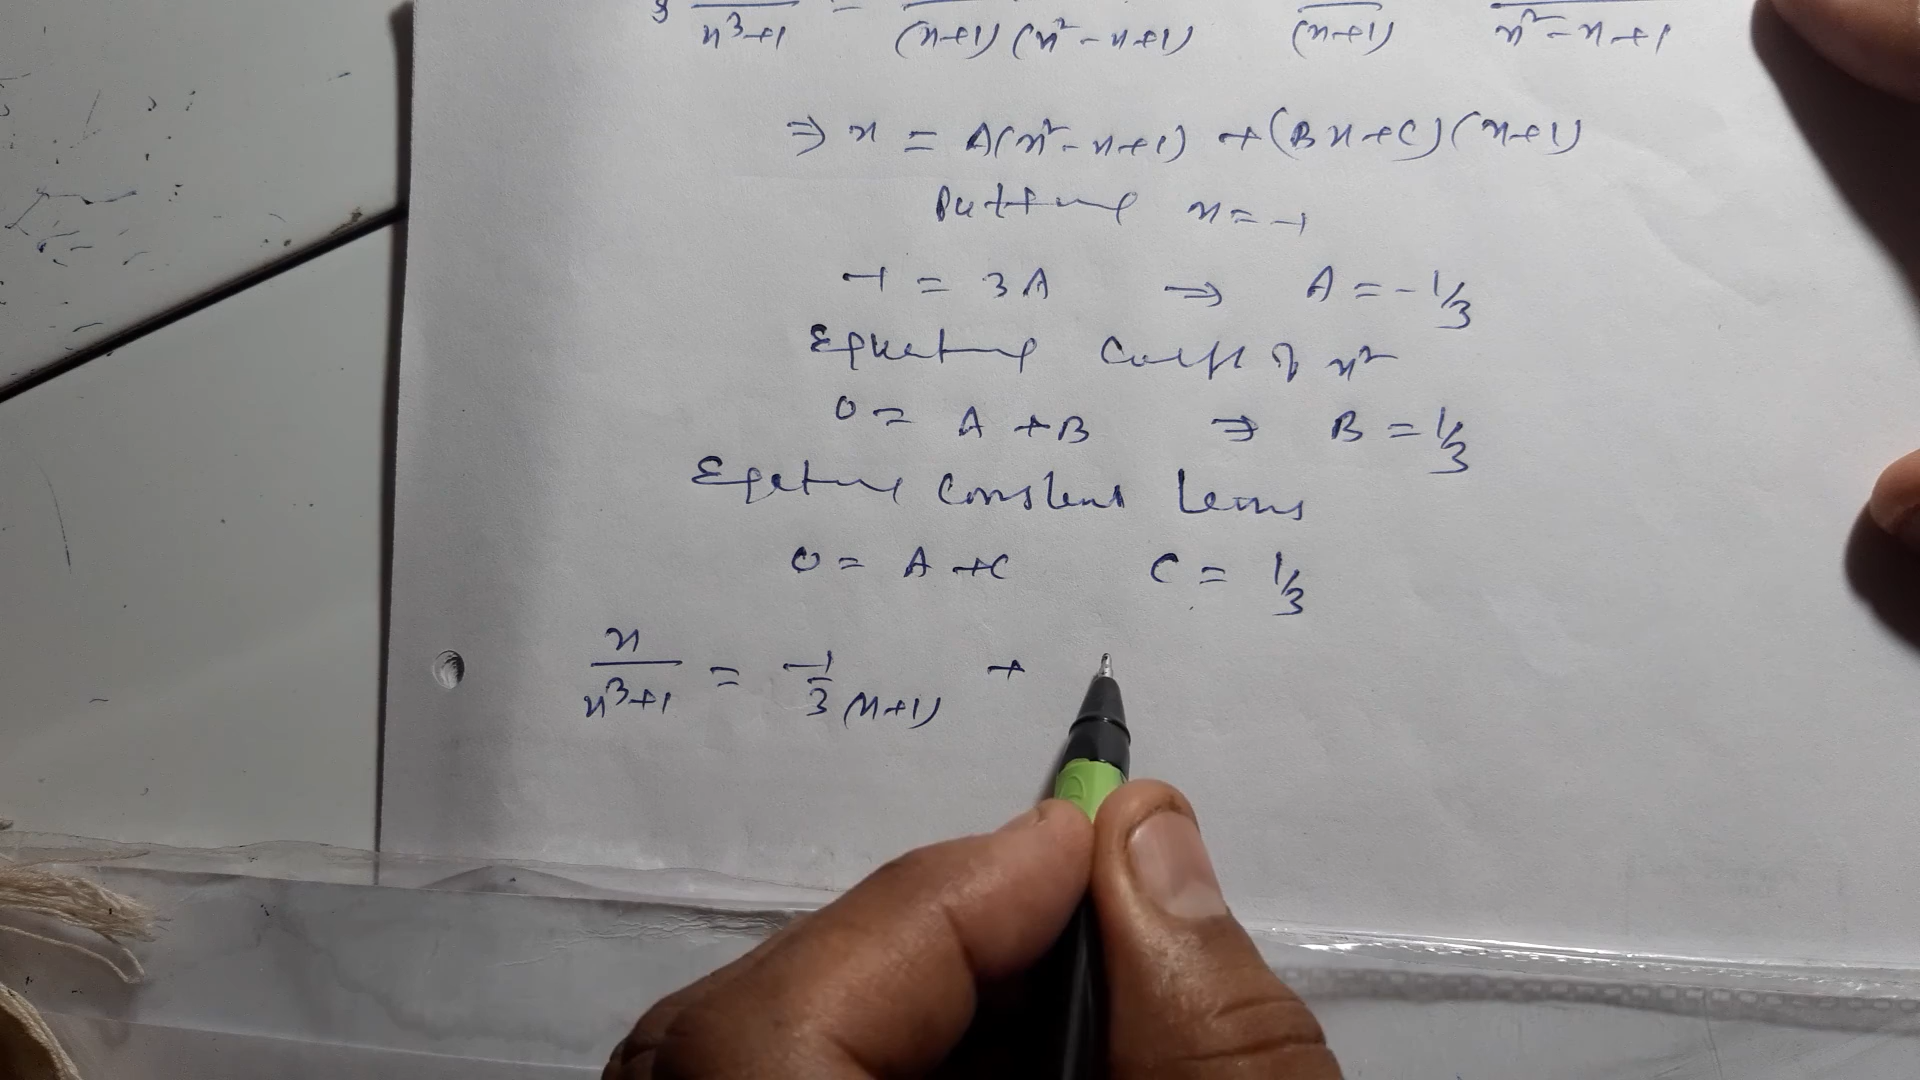 x³+1 = (x+1)(x²-x+1) (x+1) x²-x+1
⇒ x = A(x²-x+1) + (Bx+C)(x+1)
Putting x = -1
-1 = 3A ⇒ A = -1/3
Equating Coeff of x²
0 = A + B ⇒ B = 1/3
Equating Constant terms
0 = A + C C = 1/3
x/(x³+1) = -1/3(x+1) +